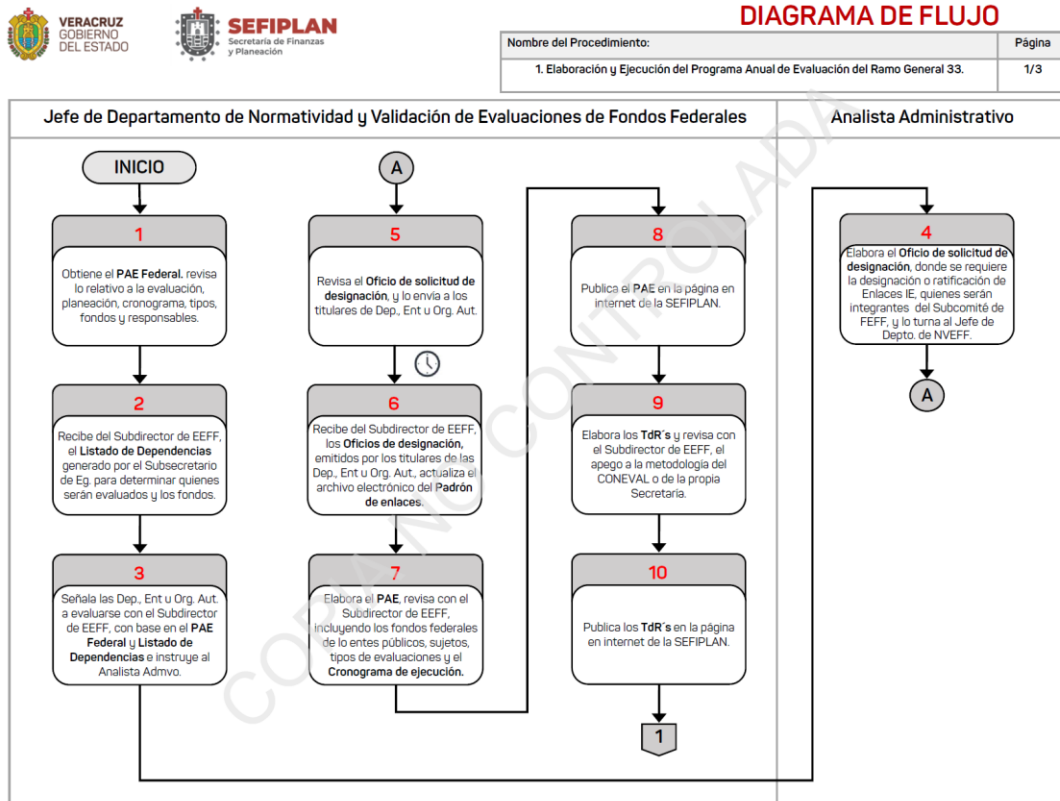 VERACRUZ
GOBIERNO
DEL ESTADO
SEFIPLAN
Secretaría de Finanzas
y Planeación
DIAGRAMA DE FLUJO
Nombre del Procedimiento:
Página
1. Elaboración y Ejecución del Programa Anual de Evaluación del Ramo General 33.
1/3
Jefe de Departamento de Normatividad y Validación de Evaluaciones de Fondos Federales
Analista Administrativo
INICIO
1
Obtiene el PAE Federal. revisa
lo relativo a la evaluación,
planeación, cronograma, tipos,
fondos y responsables.
2
Recibe del Subdirector de EEFF,
el Listado de Dependencias
generado por el Subsecretario
de Eg. para determinar quienes
serán evaluados y los fondos.
3
Señala las Dep., Ent u Org. Aut.
a evaluarse con el Subdirector
de EEFF, con base en el PAE
Federal y Listado de
Dependencias e instruye al
Analista Admvo.
A
5
Revisa el Oficio de solicitud de
designación, y lo envía a los
titulares de Dep., Ent u Org. Aut.
6
Recibe del Subdirector de EEFF,
los Oficios de designación,
emitidos por los titulares de las
Dep., Ent u Org. Aut., actualiza el
archivo electrónico del Padrón
de enlaces.
7
Elabora el PAE, revisa con el
Subdirector de EEFF,
incluyendo los fondos federales
de lo entes públicos, sujetos,
tipos de evaluaciones y el
Cronograma de ejecución.
8
Publica el PAE en la página en
internet de la SEFIPLAN.
9
Elabora los TdR´s y revisa con
el Subdirector de EEFF, el
apego a la metodología del
CONEVAL o de la propia
Secretaría.
10
Publica los TdR´s en la página
en internet de la SEFIPLAN.
1
4
Elabora el Oficio de solicitud de
designación, donde se requiere
la designación o ratificación de
Enlaces IE, quienes serán
integrantes del Subcomité de
FEFF, y lo turna al Jefe de
Depto. de NVEFF.
A
COPIA NO CONTROLADA